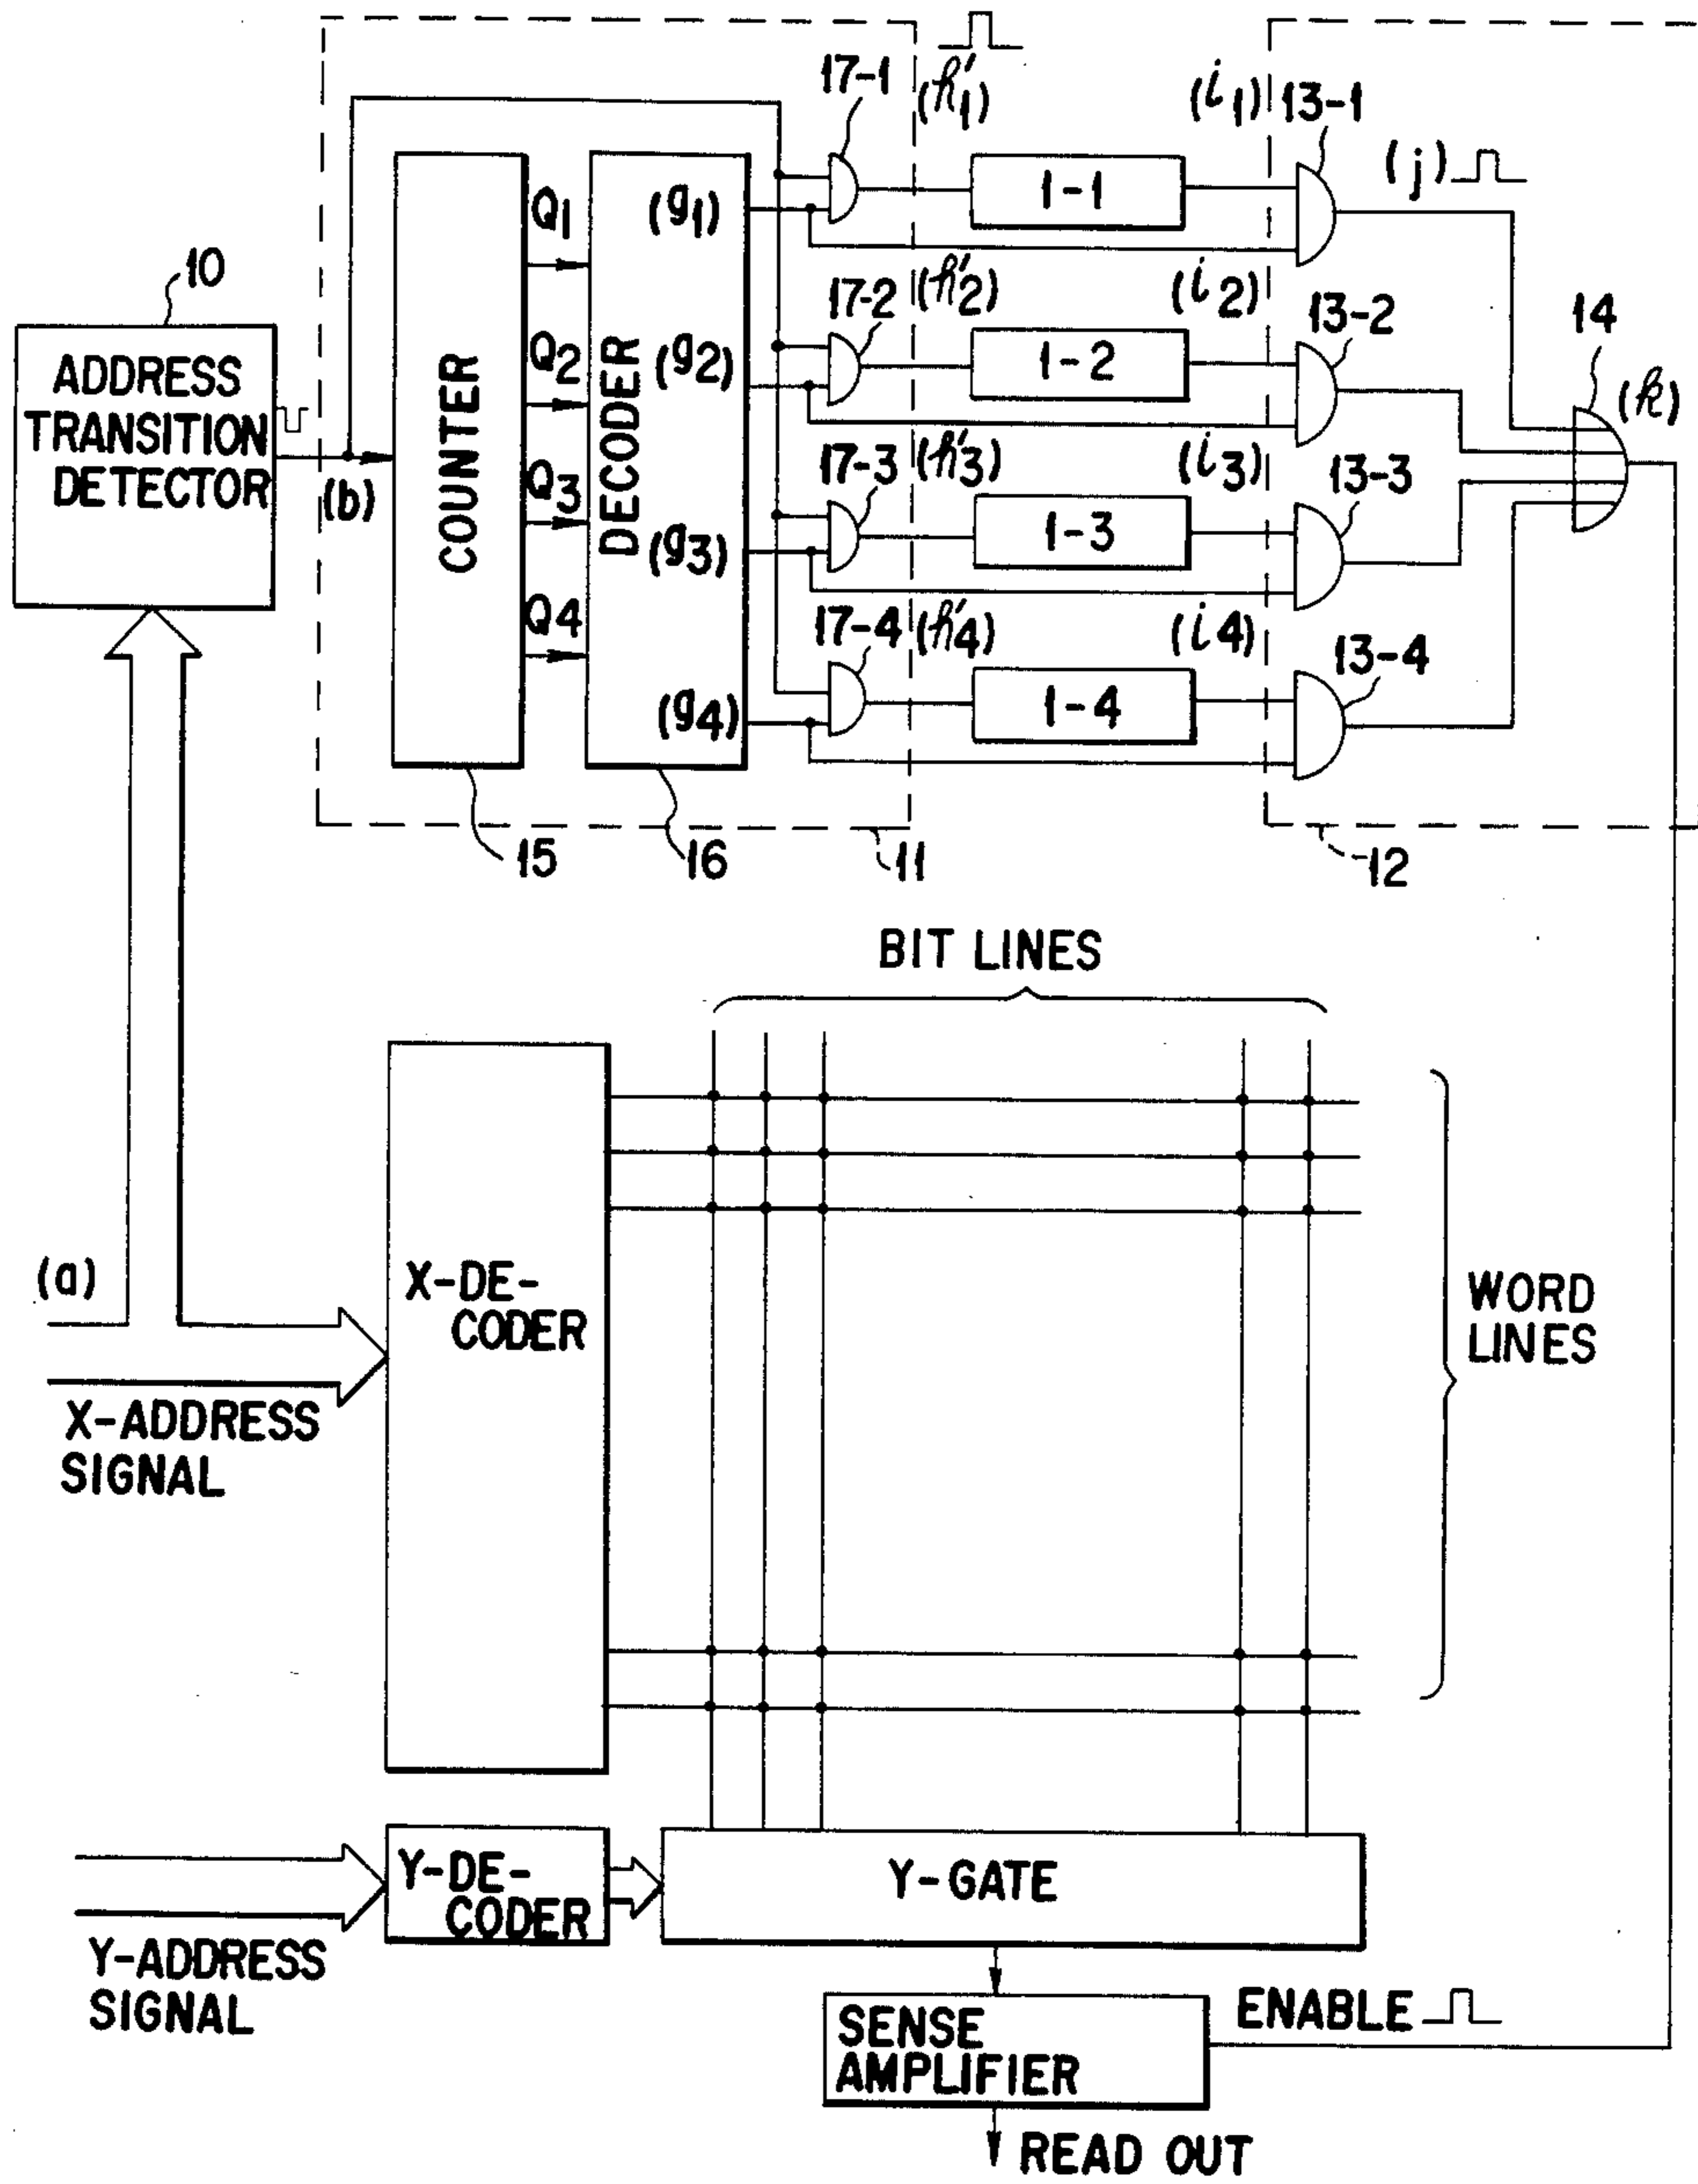 17-1
(h'1)
(i1)
13-1
(j)
1-1
Q1
(g1)
10
ADDRESS
TRANSITION
DETECTOR
(b)
COUNTER
DECODER
Q2
(g2)
17-2
(h'2)
(i2)
13-2
1-2
14
(k)
Q3
(g3)
17-3
(h'3)
(i3)
13-3
1-3
Q4
(g4)
17-4
(h'4)
(i4)
13-4
1-4
15
16
11
12
BIT LINES
(a)
X-DE-
CODER
WORD
LINES
X-ADDRESS
SIGNAL
Y-DE-
CODER
Y-GATE
Y-ADDRESS
SIGNAL
SENSE
AMPLIFIER
ENABLE
READ OUT